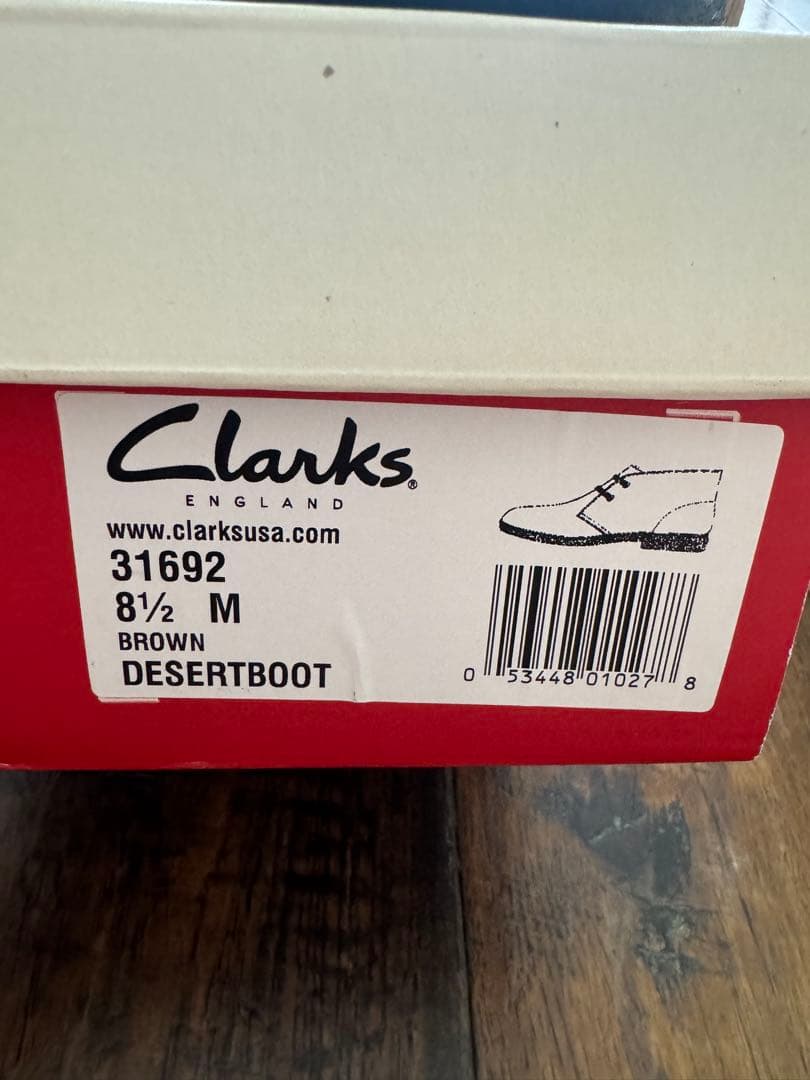 Clarks®
ENGLAND
www.clarksusa.com
31692
8½ M
BROWN
DESERTBOOT
0 53448 01027 8